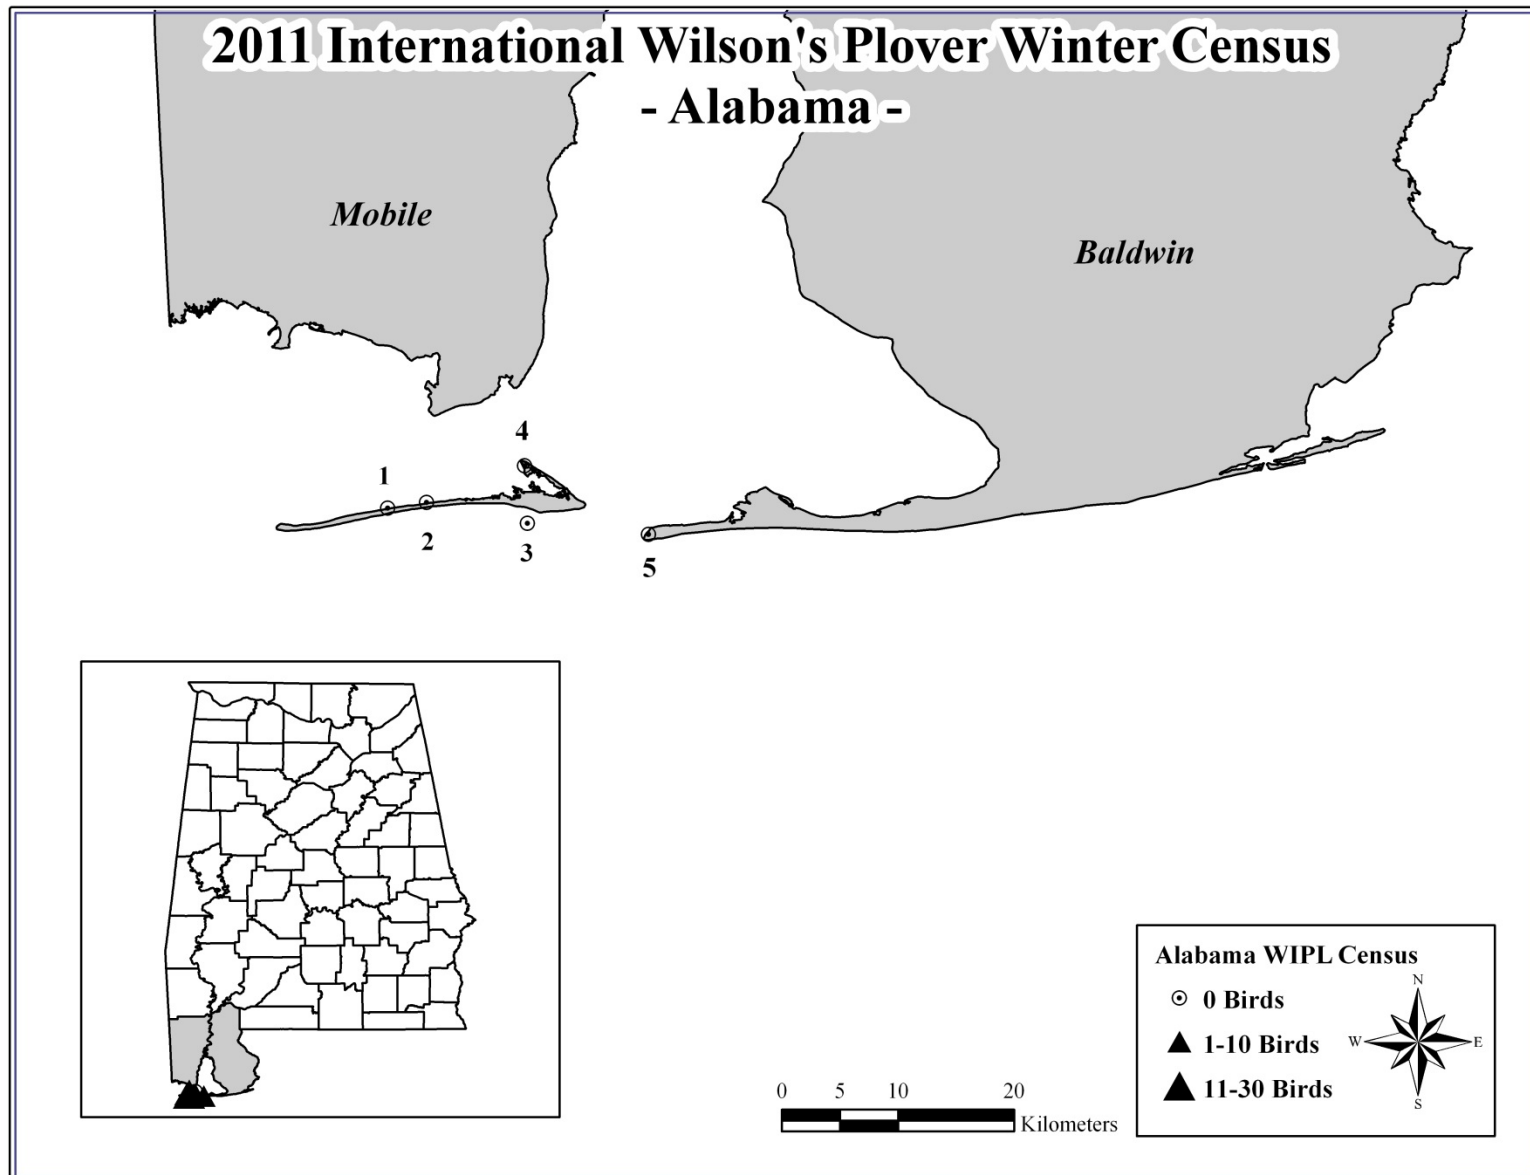 2011 International Wilson's Plover Winter Census
- Alabama -
Mobile
Baldwin
4
1
2
3
5
Alabama WIPL Census
N
0 Birds
W
E
1-10 Birds
11-30 Birds
S
0 5 10 20
Kilometers